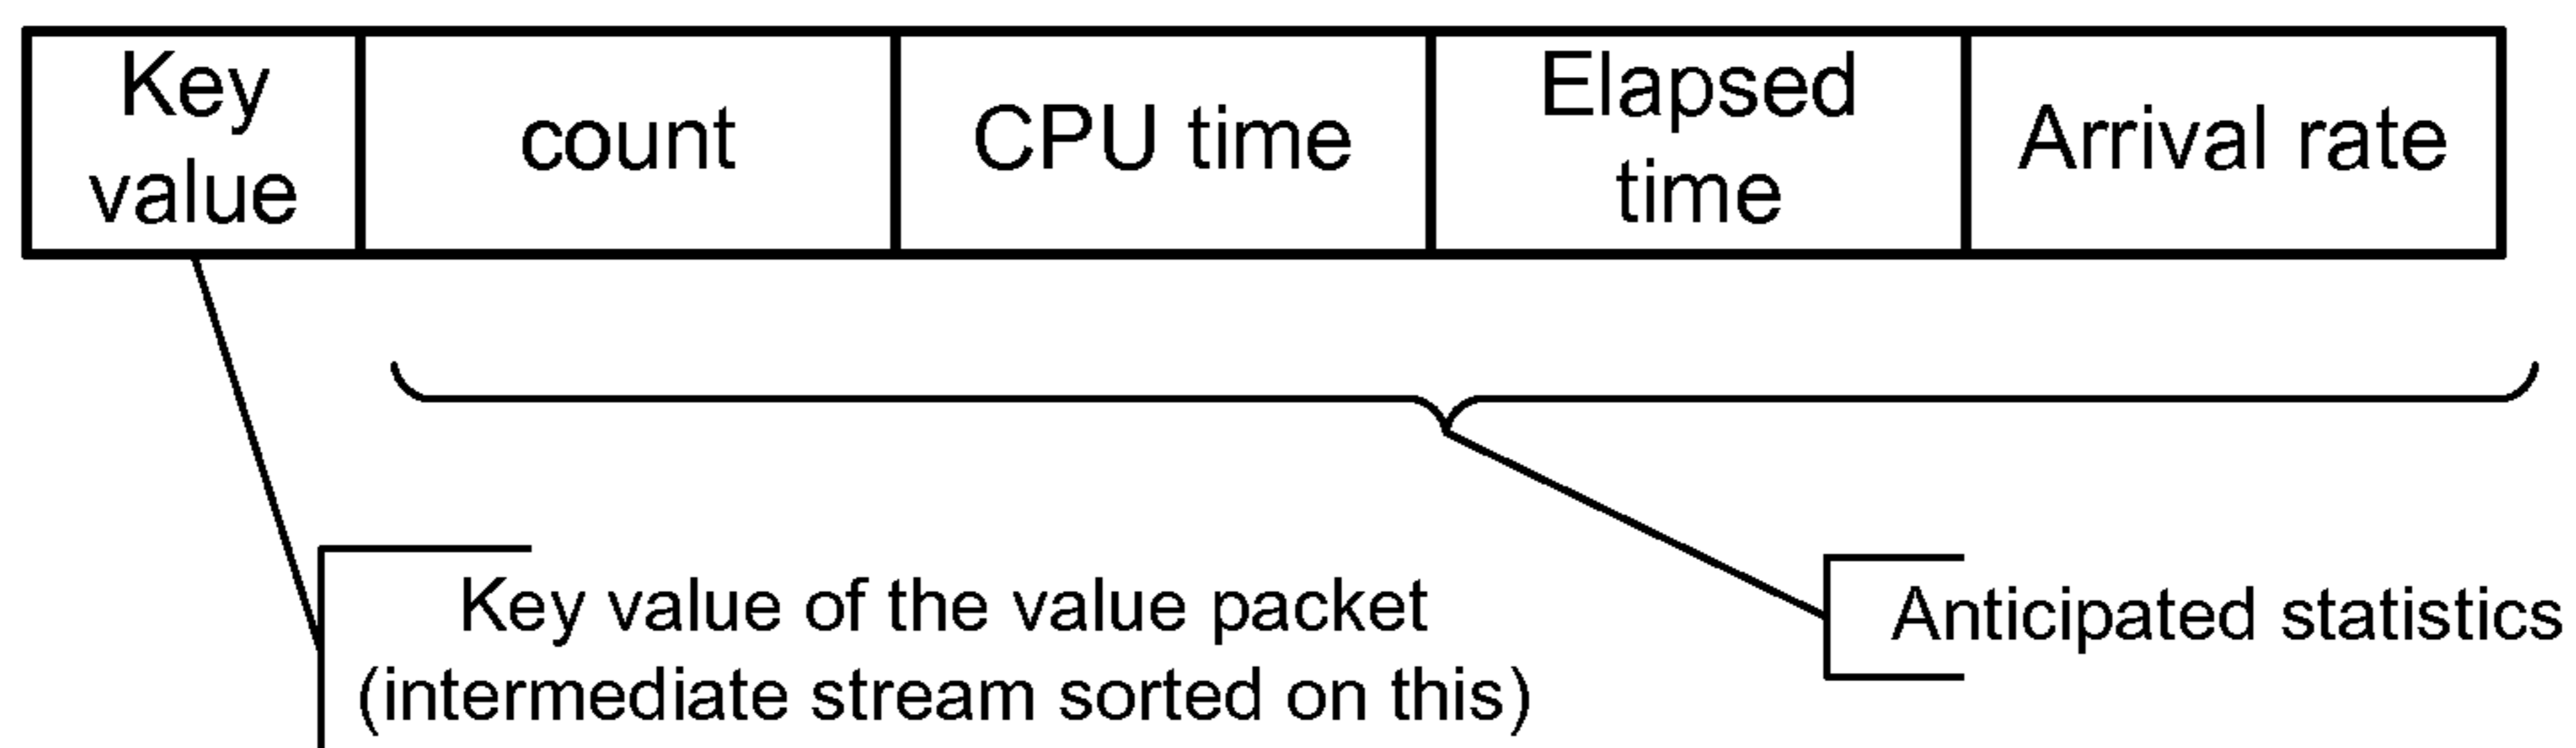 Key
value
count
CPU time
Elapsed
time
Arrival rate
Key value of the value packet
(intermediate stream sorted on this)
Anticipated statistics